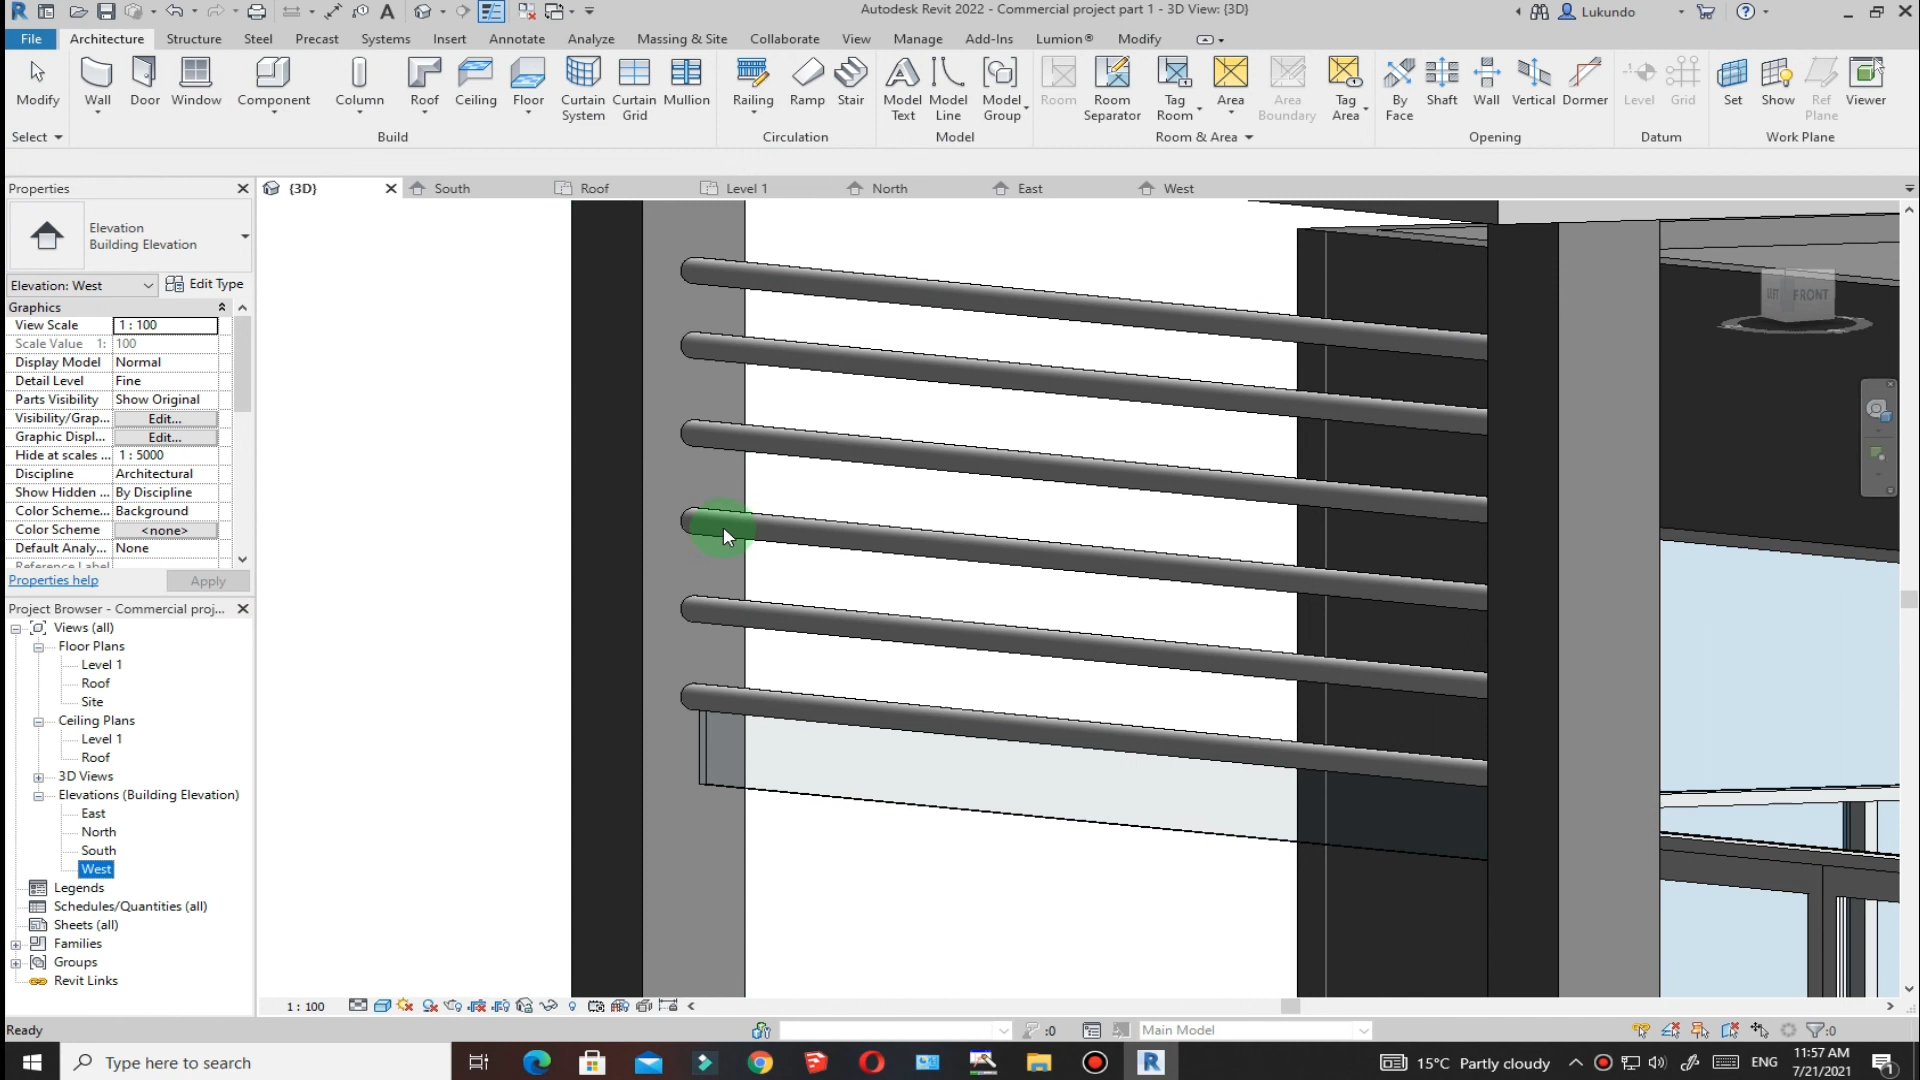 Autodesk Revit 2022 - Commercial project part 1 - 3D View: {3D}
Lukundo
File Architecture Structure Steel Precast Systems Insert Annotate Analyze Massing & Site Collaborate View Manage Add-Ins Lumion® Modify
Modify Wall Door Window Component Column Roof Ceiling Floor Curtain System Curtain Grid Mullion Railing Ramp Stair Model Text Model Line Model Group Room Room Separator Tag Room Area Area Boundary Tag Area By Face Shaft Wall Vertical Dormer Level Grid Set Show Ref Plane Viewer
Select Build Circulation Model Room & Area Opening Datum Work Plane
Properties
{3D} South Roof Level 1 North East West
Elevation
Building Elevation
Elevation: West Edit Type
Graphics
View Scale 1 : 100
Scale Value 1: 100
Display Model Normal
Detail Level Fine
Parts Visibility Show Original
Visibility/Grap... Edit...
Graphic Displ... Edit...
Hide at scales ... 1 : 5000
Discipline Architectural
Show Hidden ... By Discipline
Color Scheme... Background
Color Scheme <none>
Default Analy... None
Reference Label
Properties help Apply
Project Browser - Commercial proj...
Views (all)
Floor Plans
Level 1
Roof
Site
Ceiling Plans
Level 1
Roof
3D Views
Elevations (Building Elevation)
East
North
South
West
Legends
Schedules/Quantities (all)
Sheets (all)
Families
Groups
Revit Links
LEFT FRONT
1 : 100
Ready
:0
Main Model
:0
Type here to search
15°C Partly cloudy
ENG
11:57 AM
7/21/2021
1